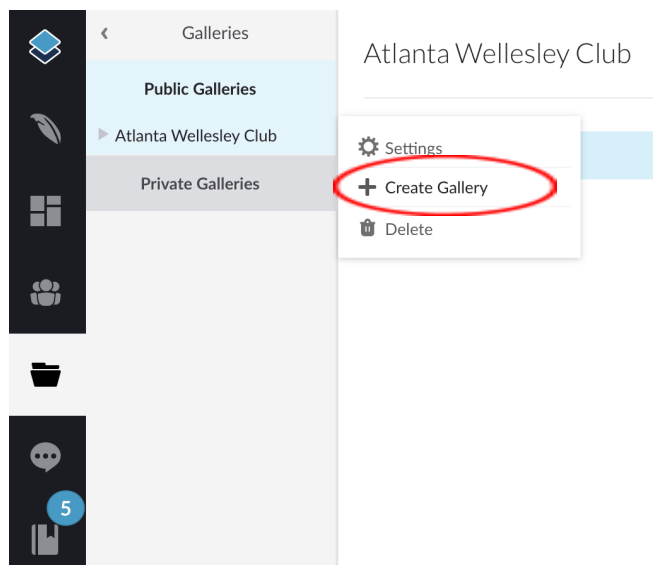 Galleries
Public Galleries
Atlanta Wellesley Club
Private Galleries
Atlanta Wellesley Club
Settings
Create Gallery
Delete
5